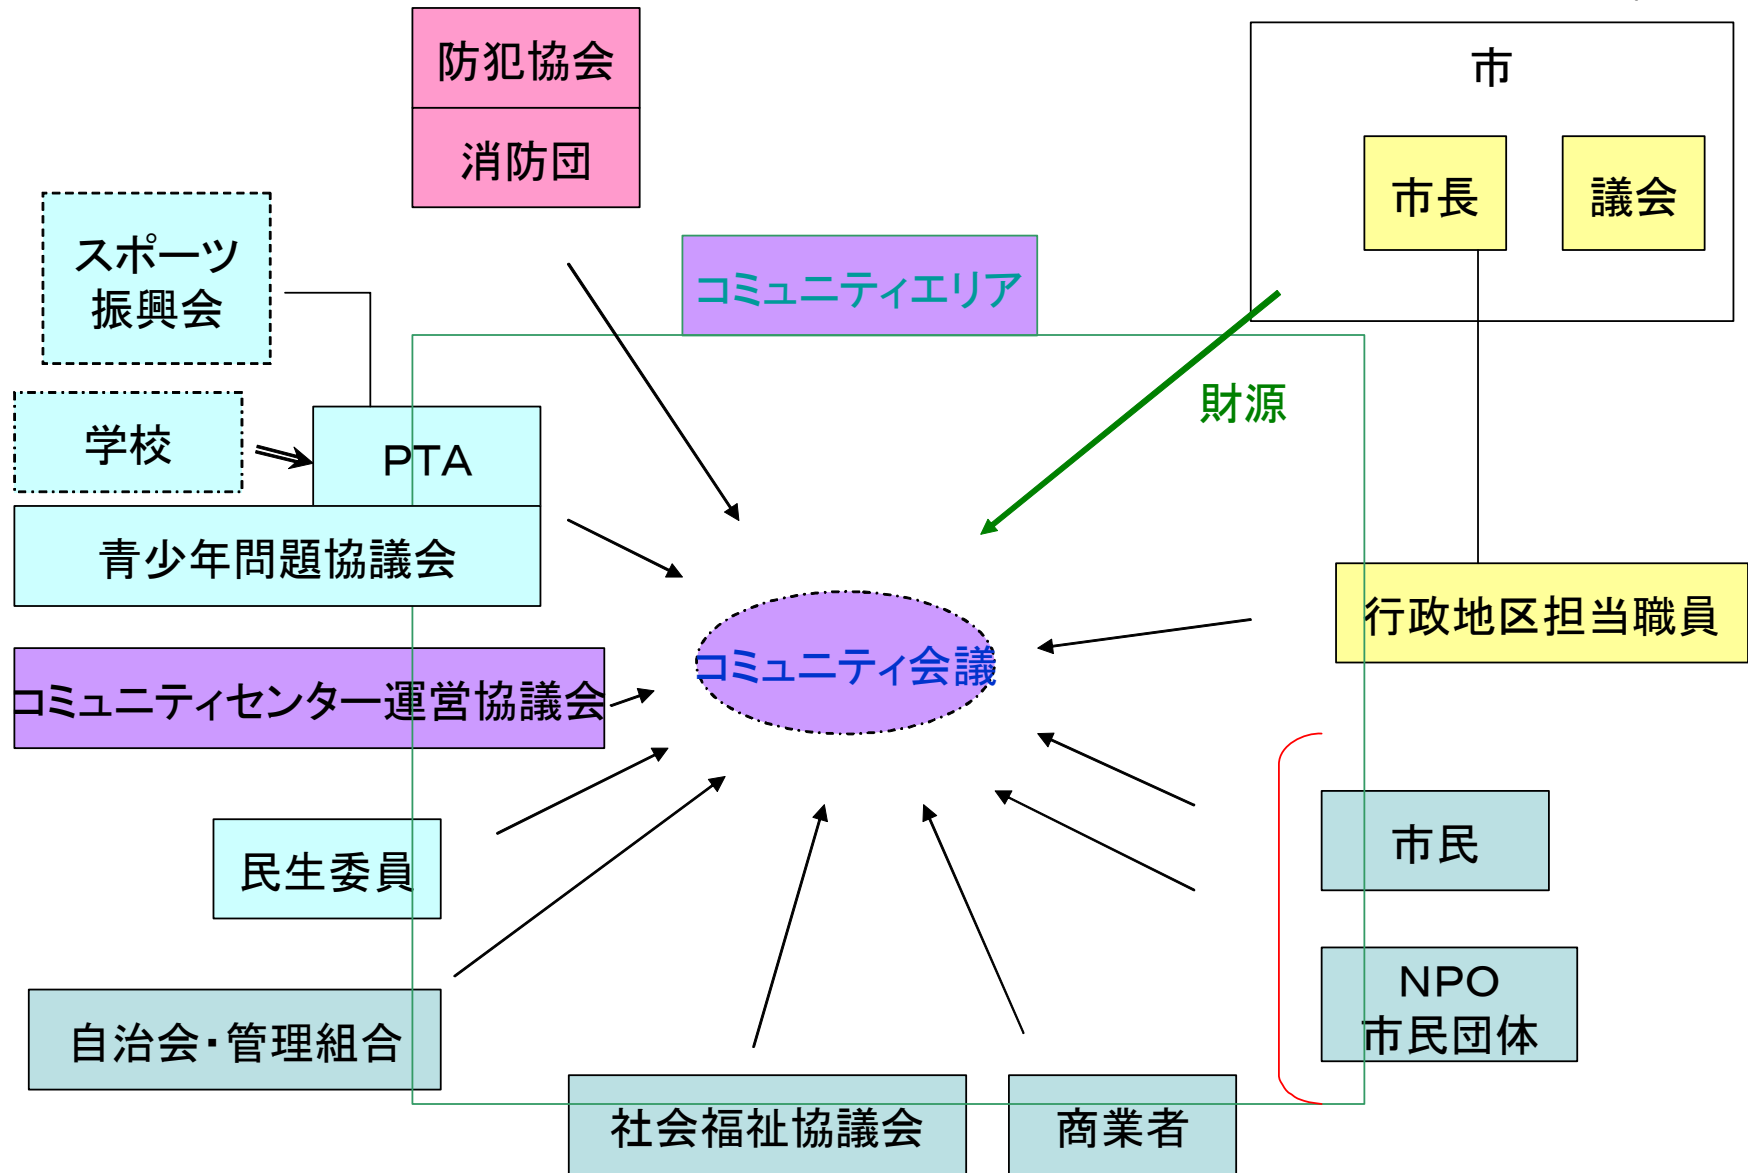 防犯協会
消防団
市
市長
議会
スポーツ
振興会
コミュニティエリア
財源
学校
PTA
青少年問題協議会
行政地区担当職員
コミュニティ会議
コミュニティセンター運営協議会
市民
民生委員
NPO
市民団体
自治会・管理組合
社会福祉協議会
商業者